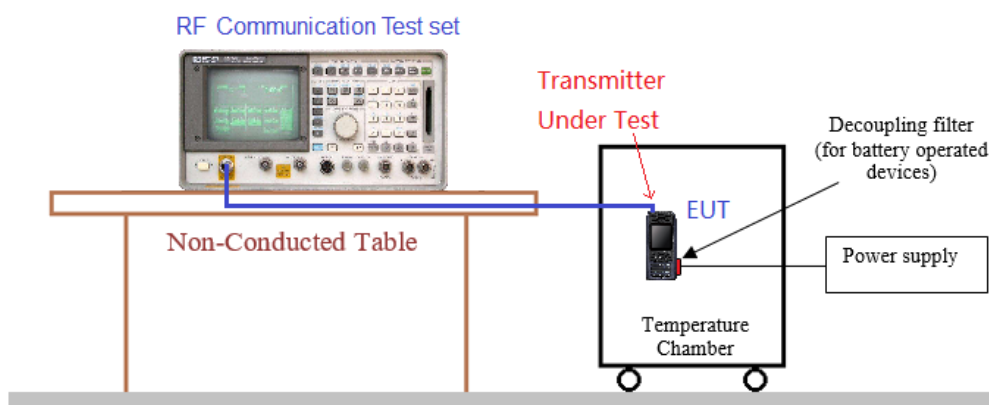 RF Communication Test set
Transmitter
Under Test
Decoupling filter
(for battery operated
devices)
EUT
Non-Conducted Table
Power supply
Temperature
Chamber